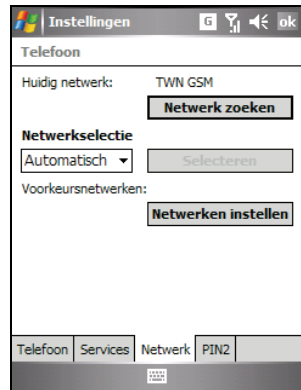 Instellingen G ok
Telefoon
Huidig netwerk: TWN GSM
Netwerk zoeken
Netwerkselectie
Automatisch Selecteren
Voorkeursnetwerken:
Netwerken instellen
Telefoon Services Netwerk PIN2